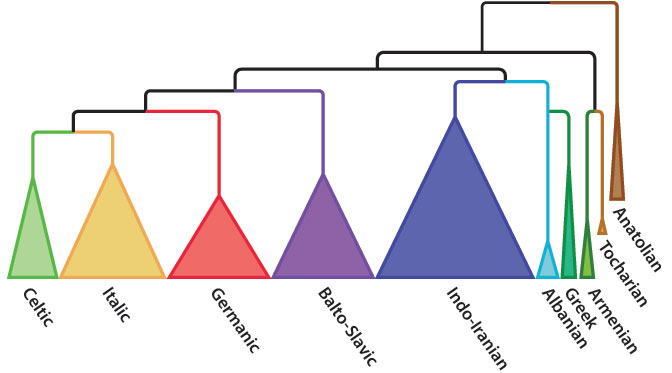 Celtic
Italic
Germanic
Balto-Slavic
Indo-Iranian
Albanian
Greek
Armenian
Tocharian
Anatolian